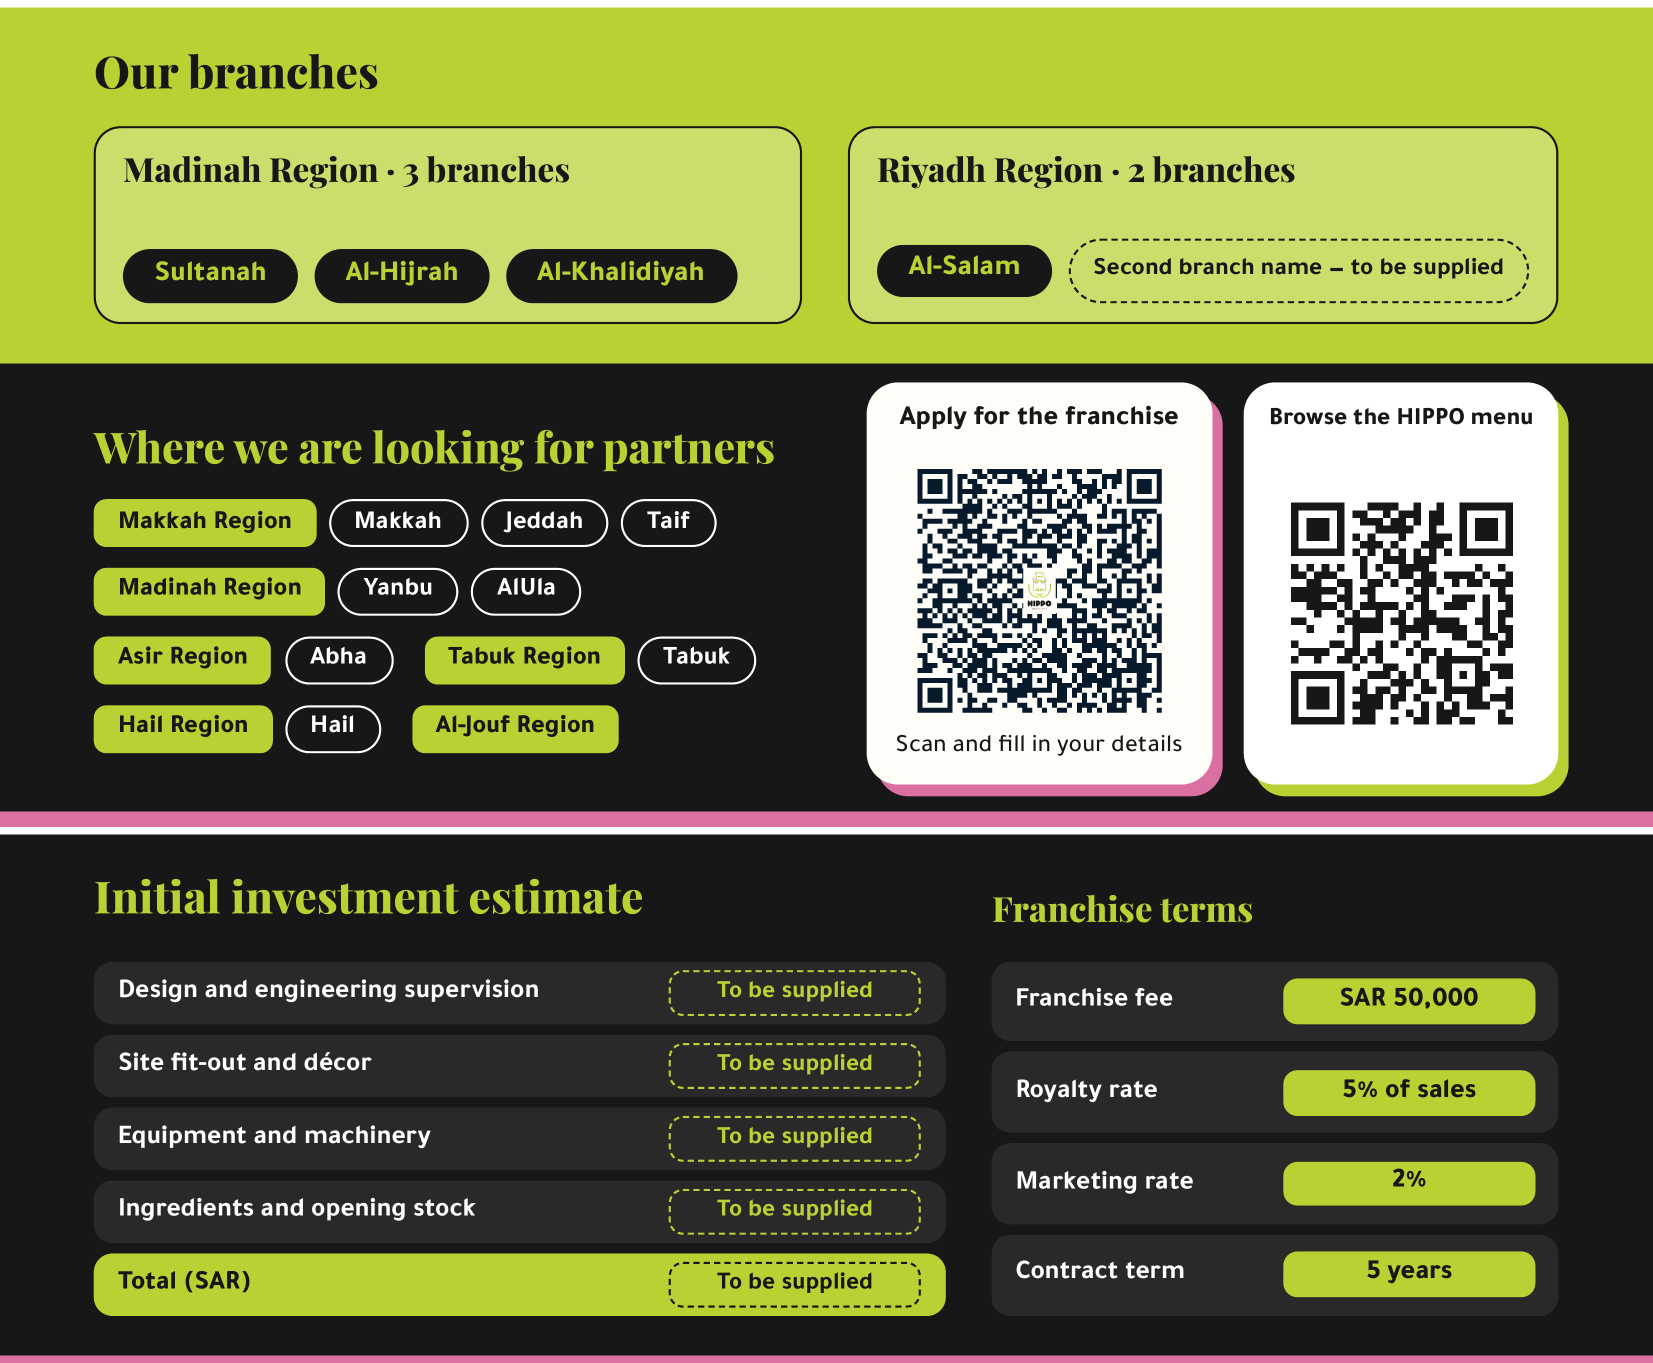 Our branches
Madinah Region · 3 branches
Sultanah
Al-Hijrah
Al-Khalidiyah
Riyadh Region · 2 branches
Al-Salam
Second branch name – to be supplied
Where we are looking for partners
Makkah Region
Makkah
Jeddah
Taif
Madinah Region
Yanbu
AlUla
Asir Region
Abha
Tabuk Region
Tabuk
Hail Region
Hail
Al-Jouf Region
Apply for the franchise
HIPPO
Scan and fill in your details
Browse the HIPPO menu
Initial investment estimate
Design and engineering supervision
To be supplied
Site fit-out and décor
To be supplied
Equipment and machinery
To be supplied
Ingredients and opening stock
To be supplied
Total (SAR)
To be supplied
Franchise terms
Franchise fee
SAR 50,000
Royalty rate
5% of sales
Marketing rate
2%
Contract term
5 years